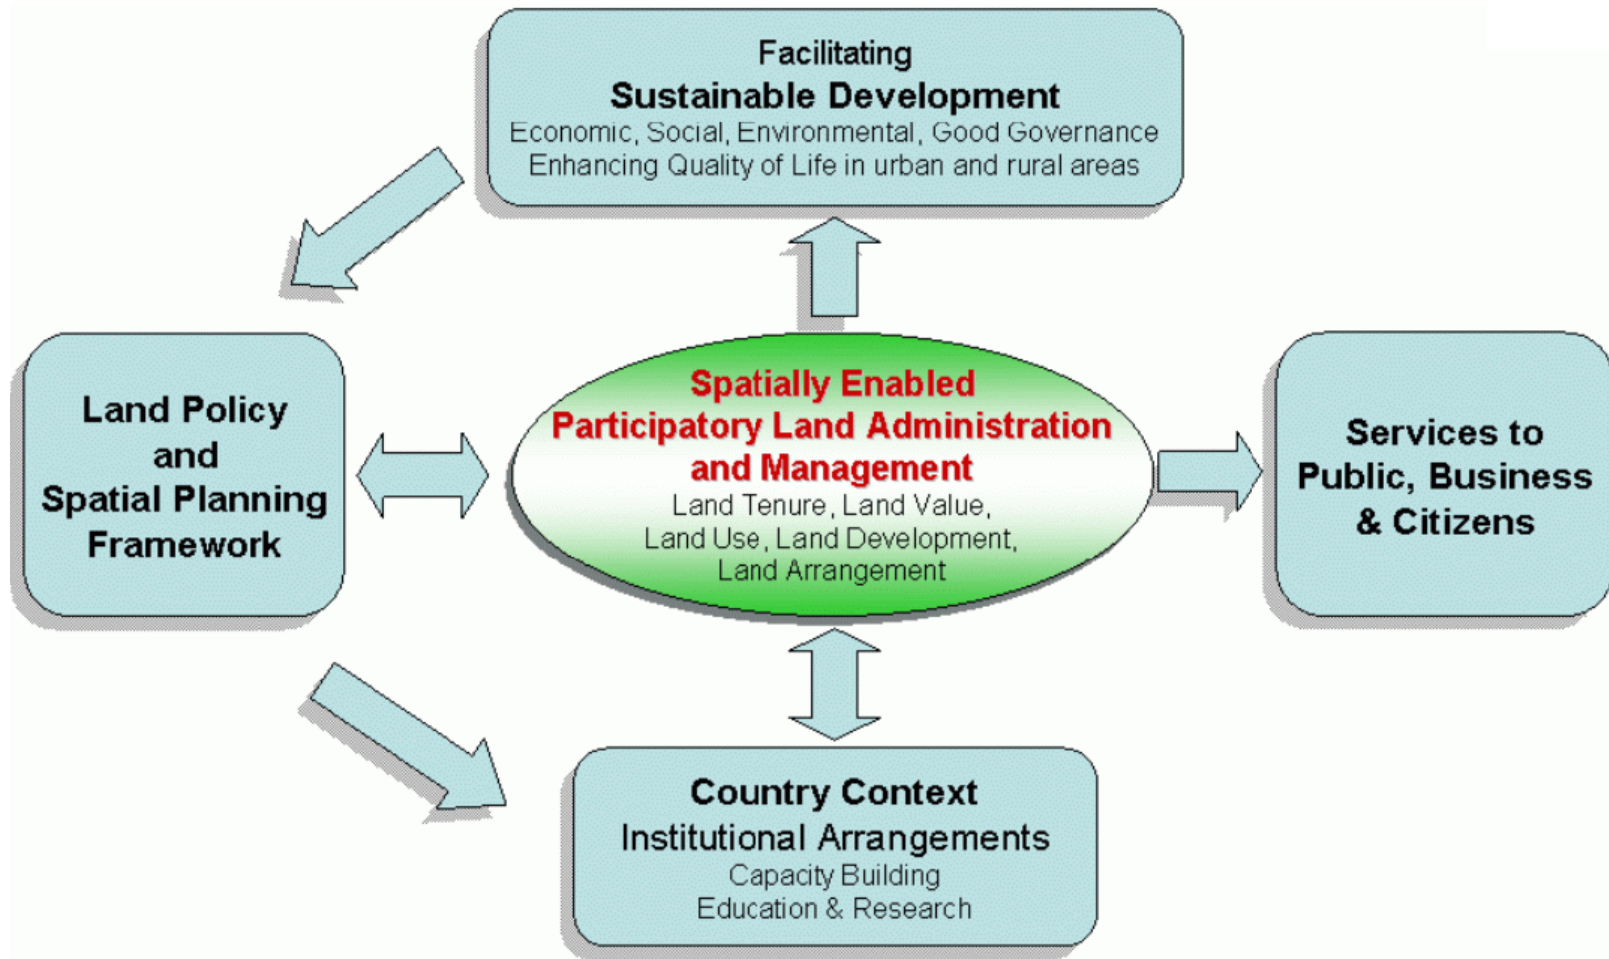 Facilitating
Sustainable Development
Economic, Social, Environmental, Good Governance
Enhancing Quality of Life in urban and rural areas
Land Policy
and
Spatial Planning
Framework
Spatially Enabled
Participatory Land Administration
and Management
Land Tenure, Land Value,
Land Use, Land Development,
Land Arrangement
Services to
Public, Business
& Citizens
Country Context
Institutional Arrangements
Capacity Building
Education & Research